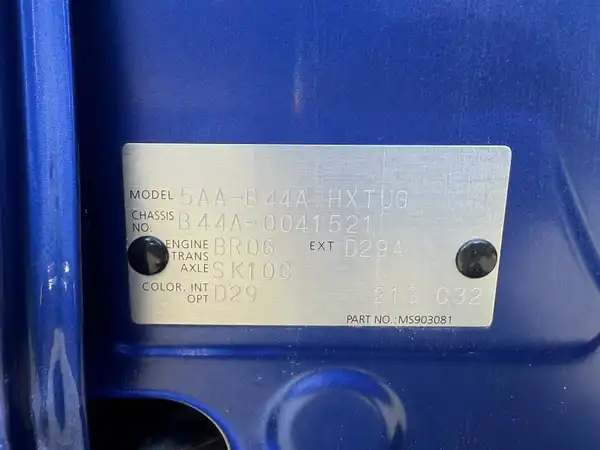 MODEL 5AA-B44A HXTUG
CHASSIS NO. B44A-0041521
ENGINE BR06 EXT D29A
TRANS AXLE SK10C
COLOR, INT D29
OPT 213 C32
PART NO.:MS903081